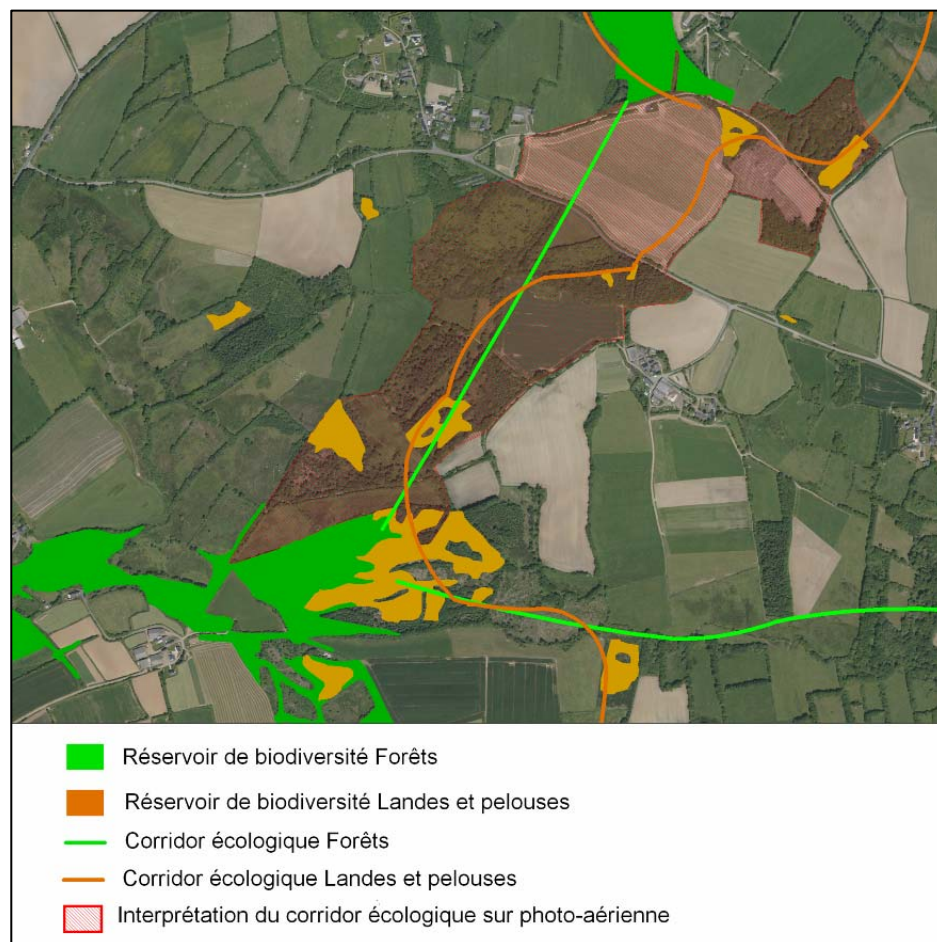 Réservoir de biodiversité Forêts
Réservoir de biodiversité Landes et pelouses
Corridor écologique Forêts
Corridor écologique Landes et pelouses
Interprétation du corridor écologique sur photo-aérienne